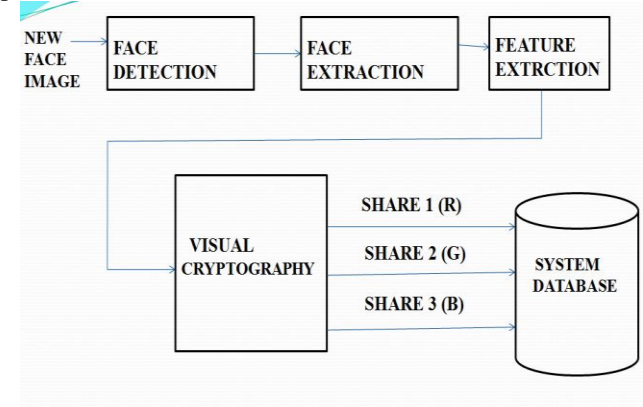 NEW
FACE
IMAGE
FACE
DETECTION
FACE
EXTRACTION
FEATURE
EXTRCTION
VISUAL
CRYPTOGRAPHY
SHARE 1 (R)
SHARE 2 (G)
SHARE 3 (B)
SYSTEM
DATABASE